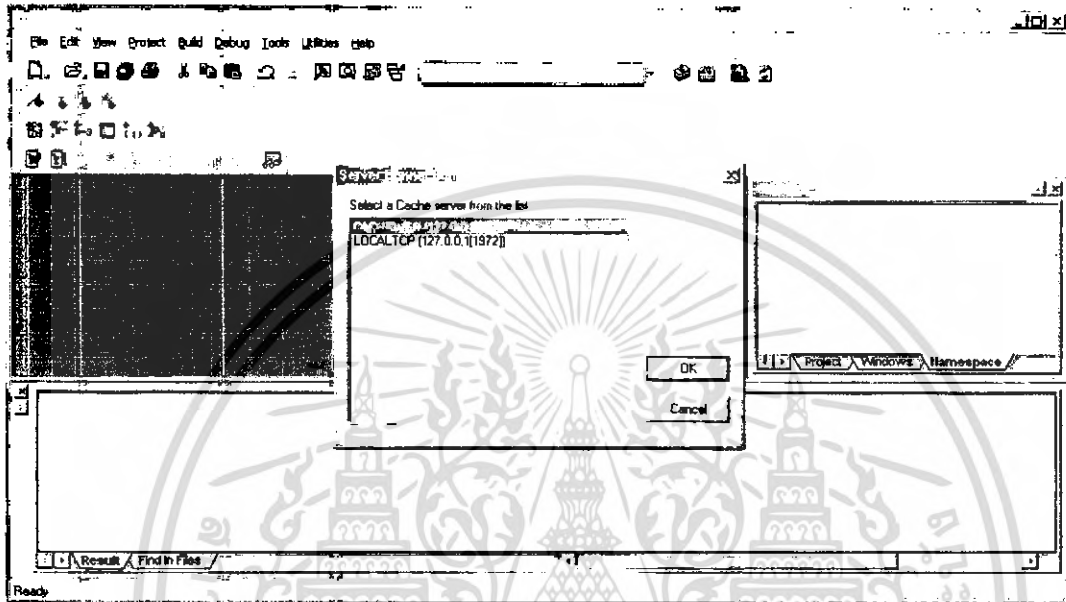 File Edit View Project Build Debug Tools Utilities Help
Server
Select a Cache server from the list
LOCALTCP (127.0.0.1[1972])
OK
Cancel
Project Windows Namespace
Result Find in Files
Ready